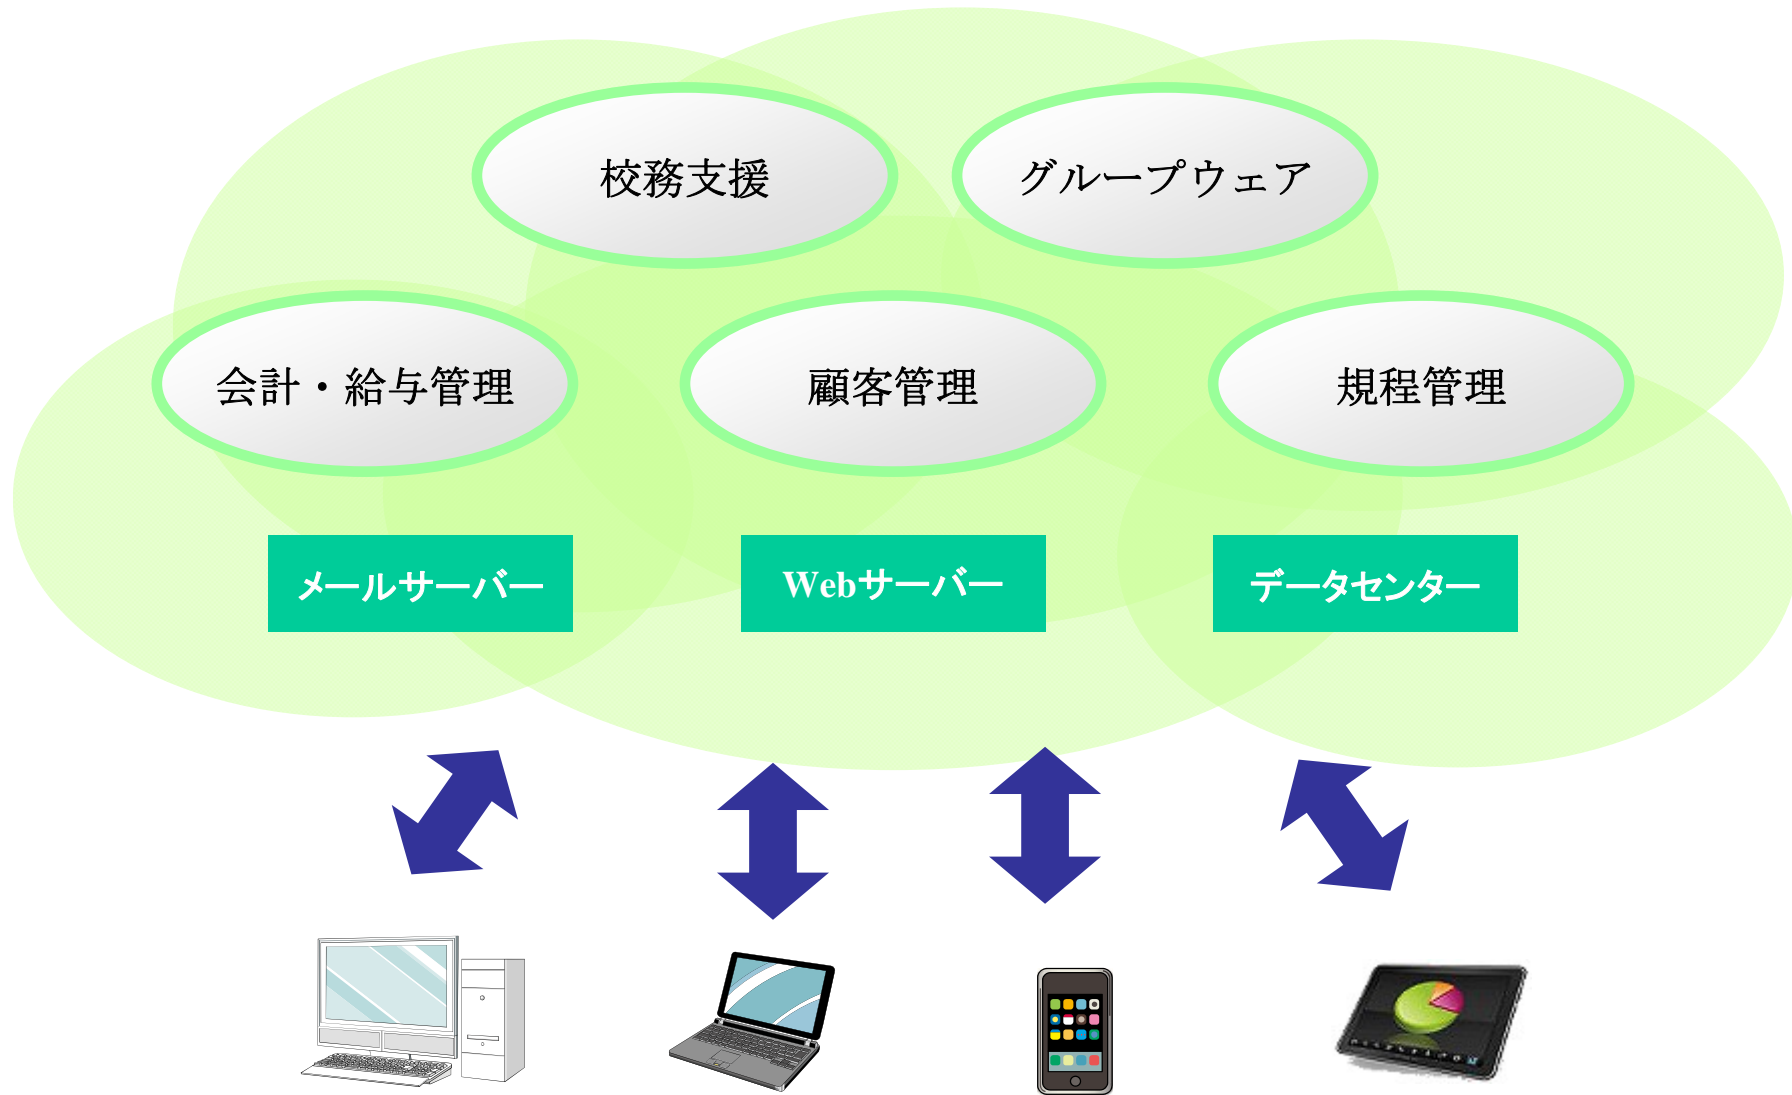 校務支援
グループウェア
会計・給与管理
顧客管理
規程管理
メールサーバー
Webサーバー
データセンター